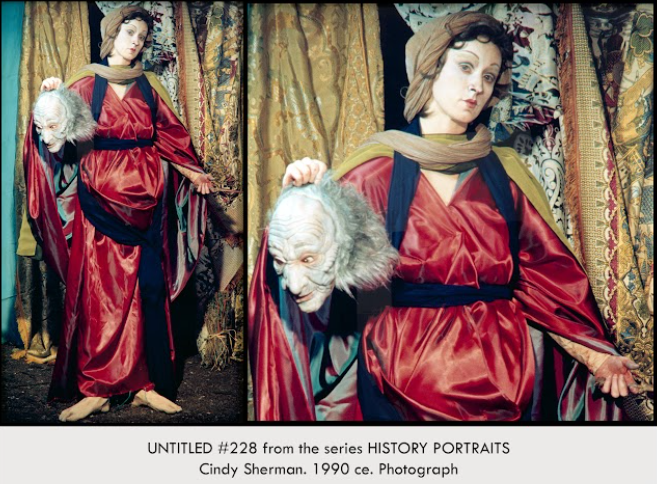 UNTITLED #228 from the series HISTORY PORTRAITS
Cindy Sherman. 1990 ce. Photograph